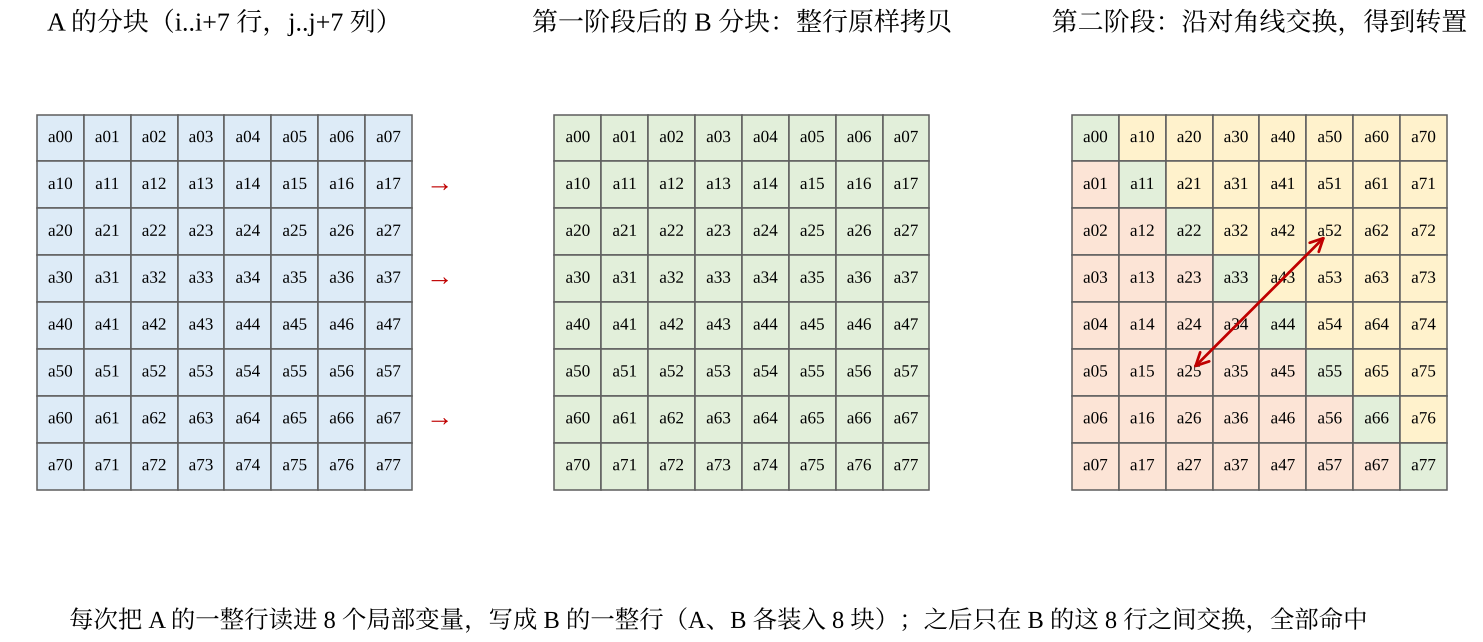 A 的分块（i..i+7 行，j..j+7 列）
第一阶段后的 B 分块：整行原样拷贝
第二阶段：沿对角线交换，得到转置
a00 a01 a02 a03 a04 a05 a06 a07
a10 a11 a12 a13 a14 a15 a16 a17 →
a20 a21 a22 a23 a24 a25 a26 a27
a30 a31 a32 a33 a34 a35 a36 a37 →
a40 a41 a42 a43 a44 a45 a46 a47
a50 a51 a52 a53 a54 a55 a56 a57
a60 a61 a62 a63 a64 a65 a66 a67 →
a70 a71 a72 a73 a74 a75 a76 a77
a00 a01 a02 a03 a04 a05 a06 a07
a10 a11 a12 a13 a14 a15 a16 a17
a20 a21 a22 a23 a24 a25 a26 a27
a30 a31 a32 a33 a34 a35 a36 a37
a40 a41 a42 a43 a44 a45 a46 a47
a50 a51 a52 a53 a54 a55 a56 a57
a60 a61 a62 a63 a64 a65 a66 a67
a70 a71 a72 a73 a74 a75 a76 a77
a00 a10 a20 a30 a40 a50 a60 a70
a01 a11 a21 a31 a41 a51 a61 a71
a02 a12 a22 a32 a42 a52 a62 a72
a03 a13 a23 a33 a43 a53 a63 a73
a04 a14 a24 a34 a44 a54 a64 a74
a05 a15 a25 a35 a45 a55 a65 a75
a06 a16 a26 a36 a46 a56 a66 a76
a07 a17 a27 a37 a47 a57 a67 a77
每次把 A 的一整行读进 8 个局部变量，写成 B 的一整行（A、B 各装入 8 块）；之后只在 B 的这 8 行之间交换，全部命中